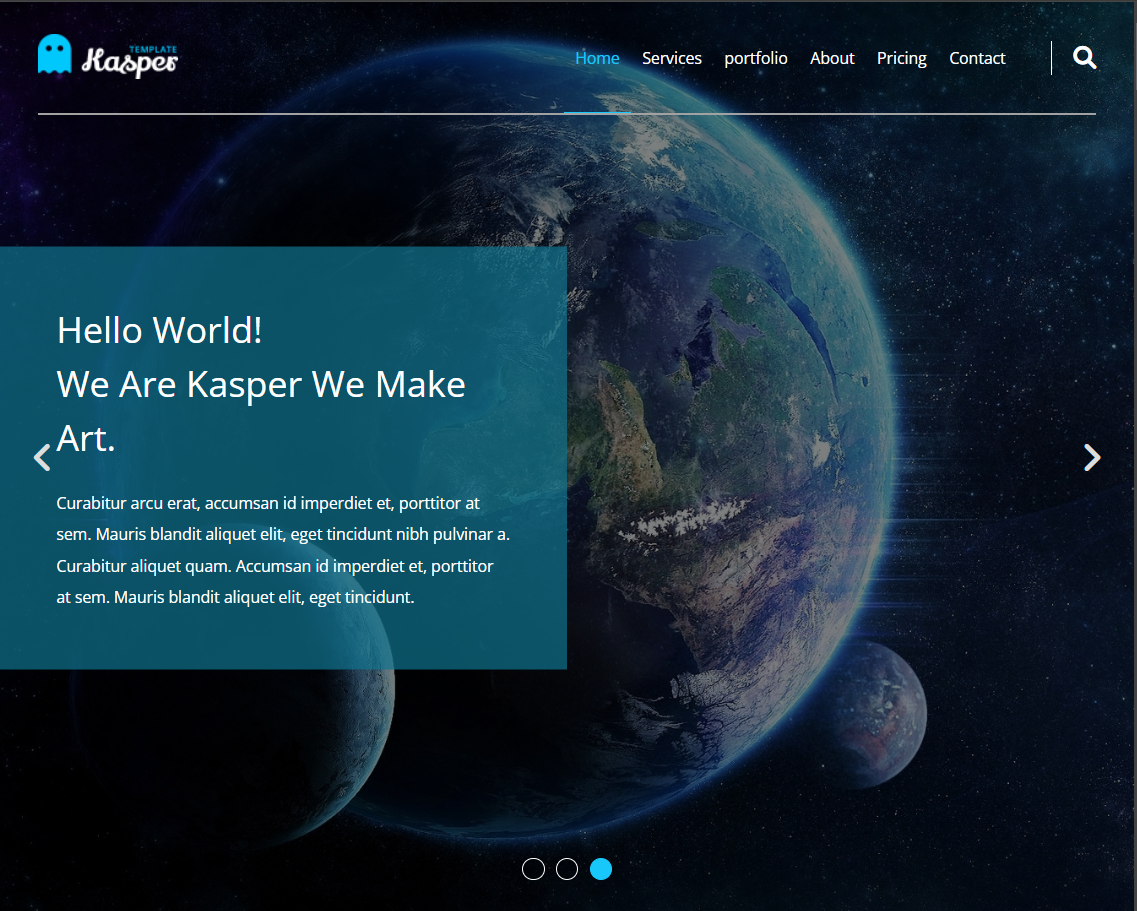 TEMPLATE
Kasper
Home Services portfolio About Pricing Contact
Hello World!
We Are Kasper We Make
Art.
Curabitur arcu erat, accumsan id imperdiet et, porttitor at
sem. Mauris blandit aliquet elit, eget tincidunt nibh pulvinar a.
Curabitur aliquet quam. Accumsan id imperdiet et, porttitor
at sem. Mauris blandit aliquet elit, eget tincidunt.